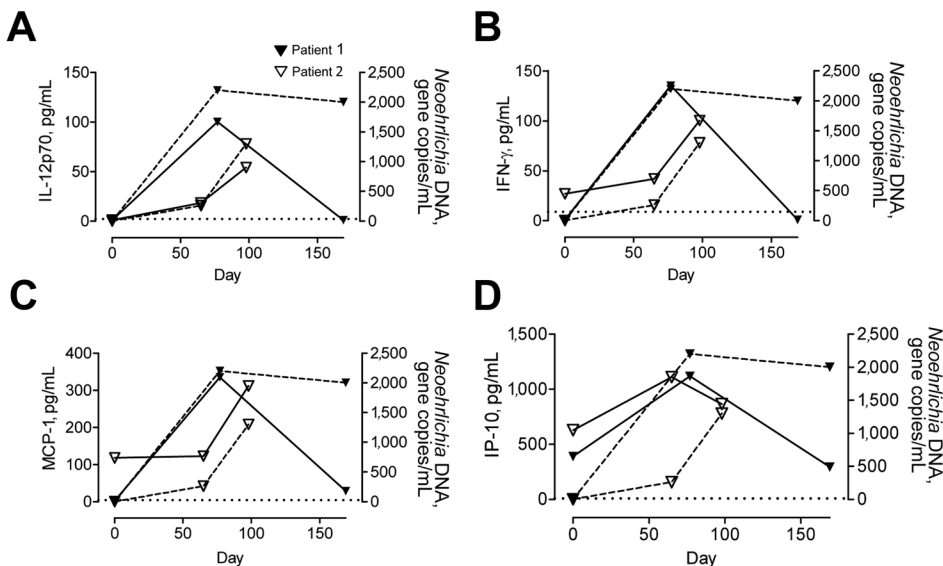 A
Patient 1
Patient 2
IL-12p70, pg/mL
150
100
50
0
2,500
2,000
1,500
1,000
500
0
Neoehrlichia DNA,
gene copies/mL
0
50
100
150
Day
B
IFN-γ, pg/mL
150
100
50
0
2,500
2,000
1,500
1,000
500
0
Neoehrlichia DNA,
gene copies/mL
0
50
100
150
Day
C
MCP-1, pg/mL
400
300
200
100
0
2,500
2,000
1,500
1,000
500
0
Neoehrlichia DNA,
gene copies/mL
0
50
100
150
Day
D
IP-10, pg/mL
1,500
1,000
500
0
2,500
2,000
1,500
1,000
500
0
Neoehrlichia DNA,
gene copies/mL
0
50
100
150
Day